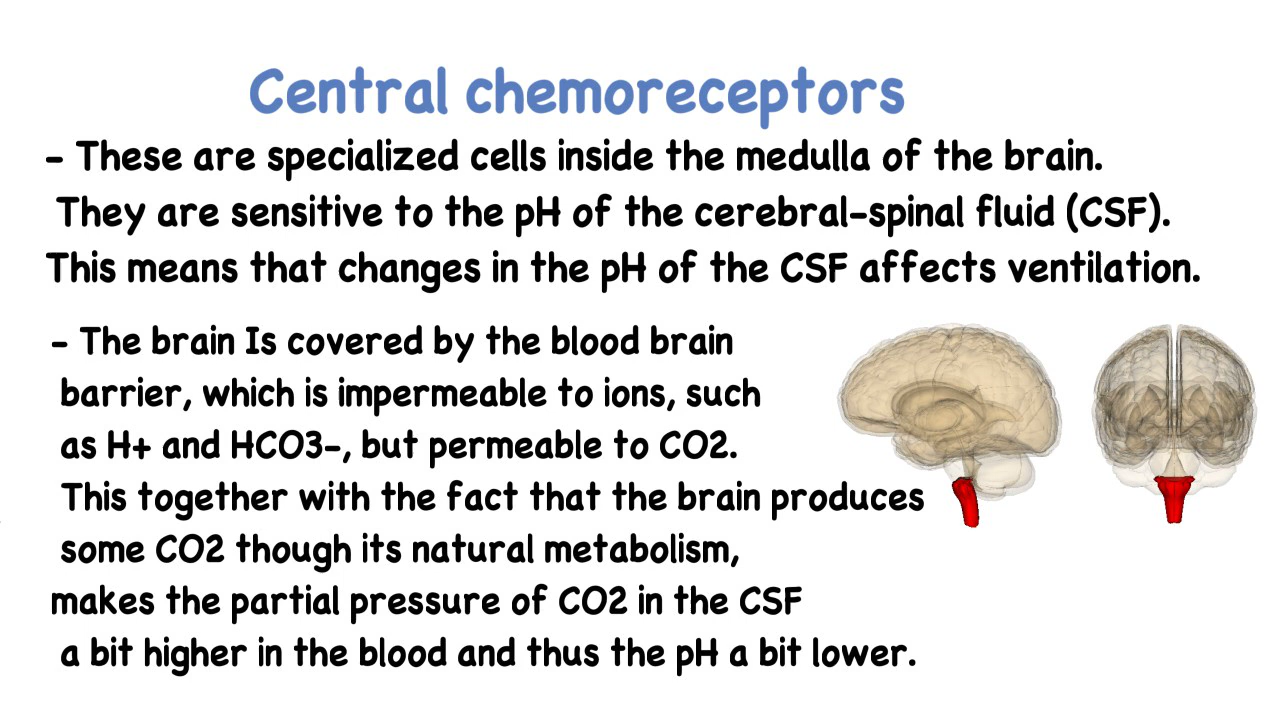 Central chemoreceptors
- These are specialized cells inside the medulla of the brain.
They are sensitive to the pH of the cerebral-spinal fluid (CSF).
This means that changes in the pH of the CSF affects ventilation.
- The brain Is covered by the blood brain
barrier, which is impermeable to ions, such
as H+ and HCO3-, but permeable to CO2.
This together with the fact that the brain produces
some CO2 though its natural metabolism,
makes the partial pressure of CO2 in the CSF
a bit higher in the blood and thus the pH a bit lower.